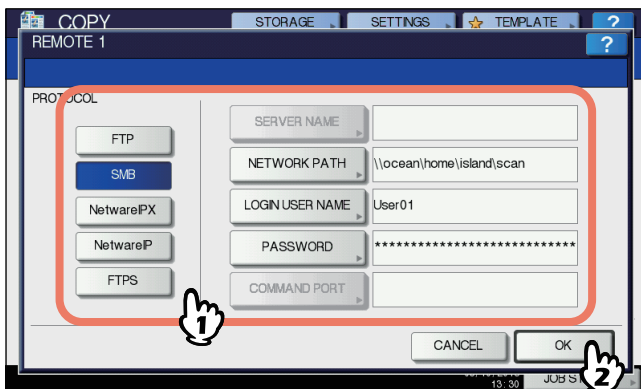 COPY STORAGE SETTINGS TEMPLATE ?
REMOTE 1 ?
PROTOCOL
FTP
SMB
NetwareIPX
NetwareIP
FTPS
SERVER NAME
NETWORK PATH \\ocean\home\island\scan
LOGIN USER NAME User01
PASSWORD ****************************
COMMAND PORT
1
CANCEL OK
2
13:30 JOB